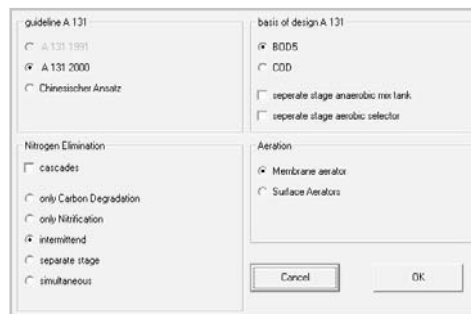 guideline A 131
A 131 1991
A 131 2000
Chinesischer Ansatz
basis of design A 131
BOD5
COD
seperate stage anaerobic mix tank
seperate stage aerobic selector
Nitrogen Elimination
cascades
only Carbon Degradation
only Nitrification
intermittend
separate stage
simultaneous
Aeration
Membrane aerator
Surface Aerators
Cancel
OK